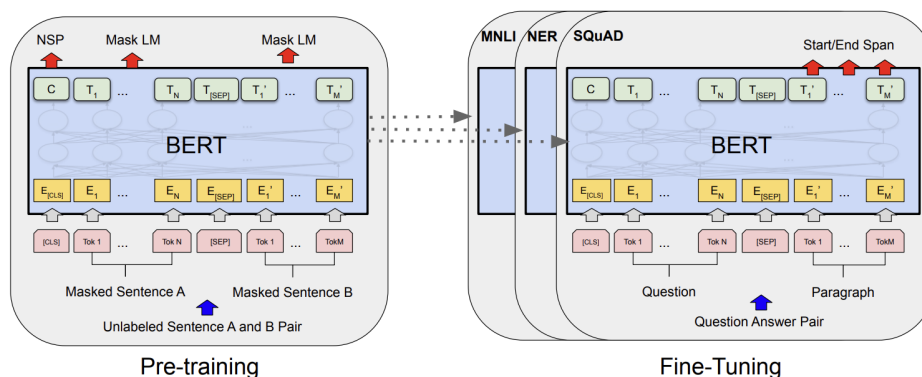 NSP Mask LM Mask LM
C T1 ... TN T[SEP] T1' ... TM'
BERT
E[CLS] E1 ... EN E[SEP] E1' ... EM'
[CLS] Tok 1 ... Tok N [SEP] Tok 1 ... TokM
Masked Sentence A Masked Sentence B
Unlabeled Sentence A and B Pair
Pre-training
MNLI NER SQuAD
Start/End Span
C T1 ... TN T[SEP] T1' ... TM'
BERT
E[CLS] E1 ... EN E[SEP] E1' ... EM'
[CLS] Tok 1 ... Tok N [SEP] Tok 1 ... TokM
Question Paragraph
Question Answer Pair
Fine-Tuning